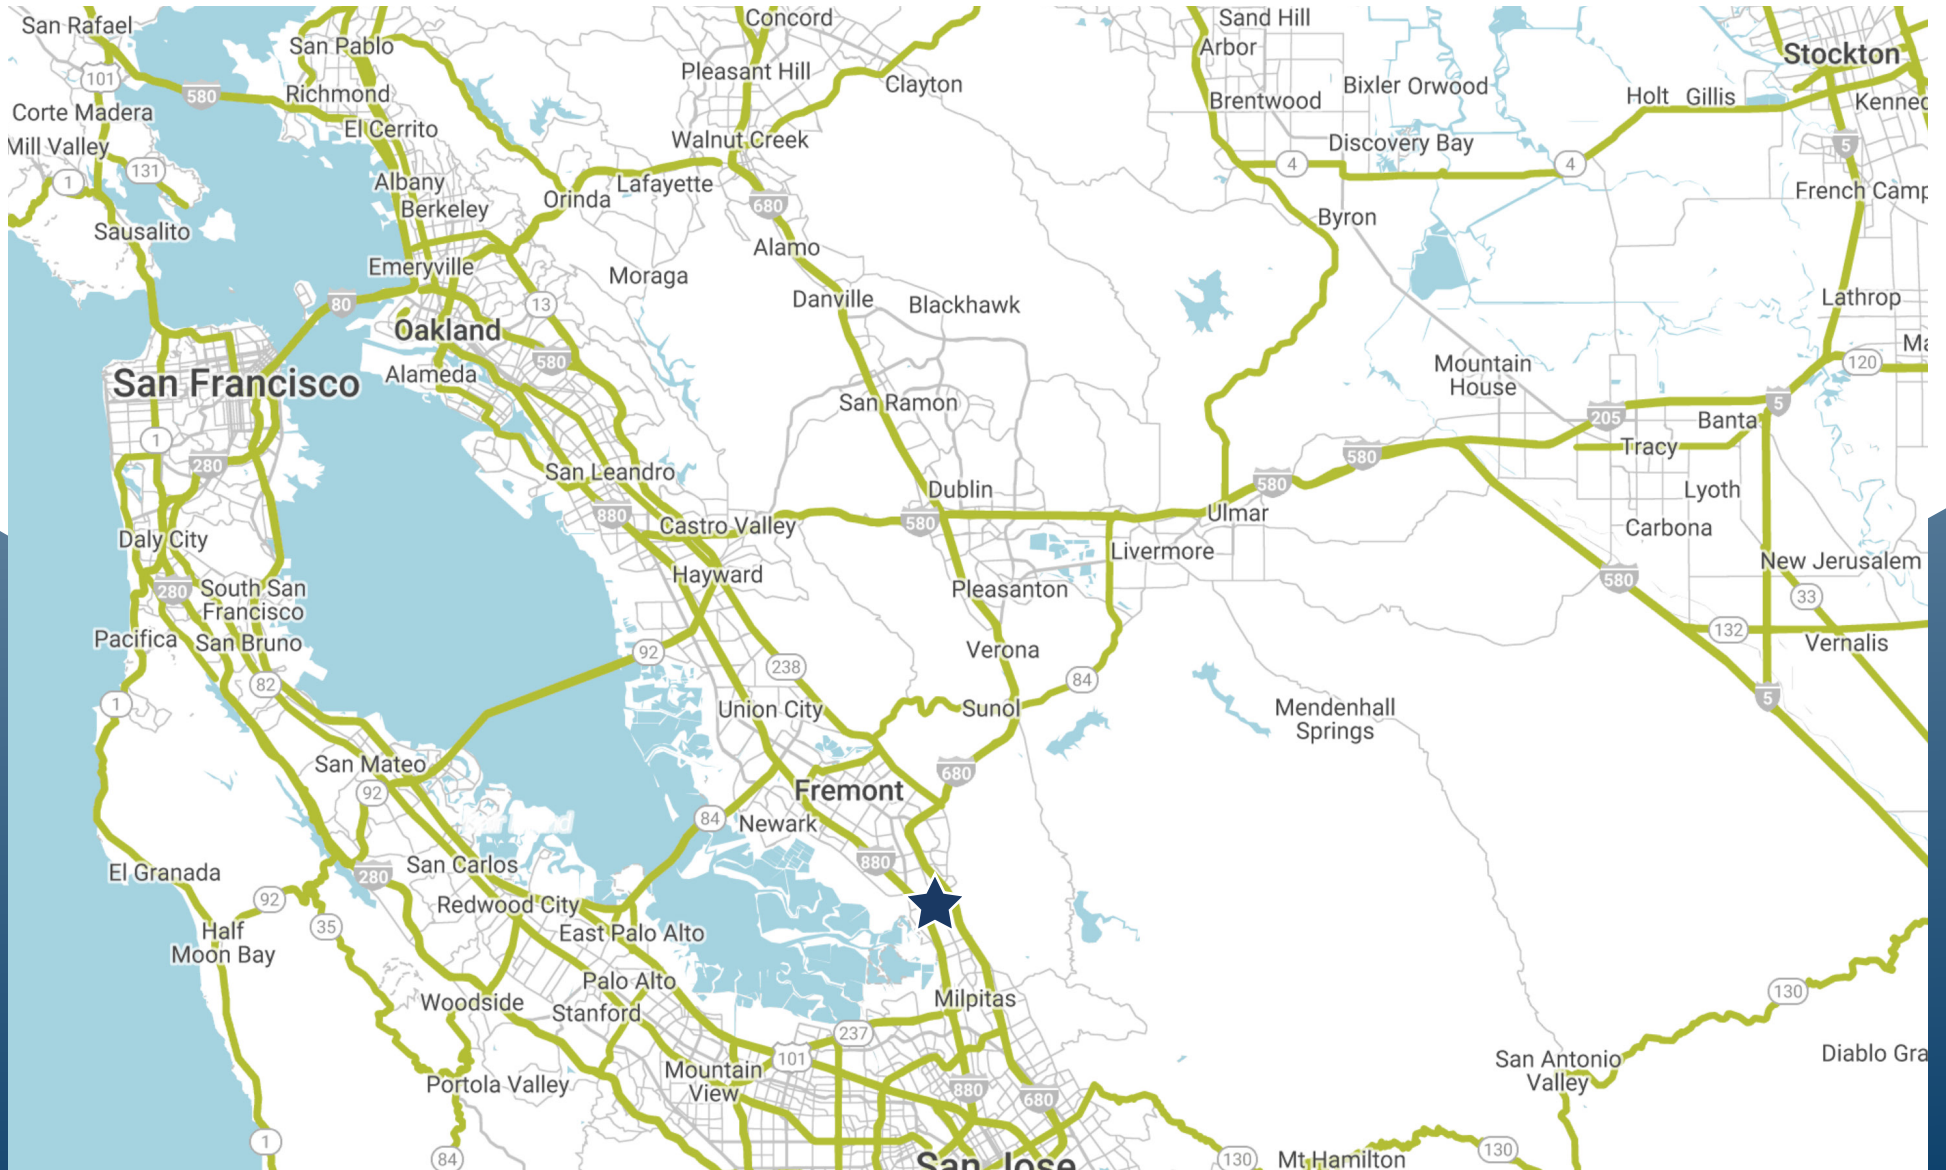 San Rafael
San Pablo
Concord
Sand Hill
Arbor
Stockton
101
580
Richmond
Pleasant Hill
Clayton
Brentwood
Bixler Orwood
Holt
Gillis
Corte Madera
El Cerrito
Walnut Creek
Discovery Bay
5
Mill Valley
131
1
Albany
Orinda
Lafayette
4
4
French Camp
Berkeley
680
Byron
Sausalito
Alamo
Emeryville
Moraga
80
13
Danville
Blackhawk
Lathrop
Oakland
580
Alameda
Mountain
House
120
San Francisco
San Ramon
205
Banta
5
1
280
San Leandro
580
Tracy
Dublin
580
Lyoth
880
Castro Valley
580
Ulmar
Carbona
Daly City
Livermore
New Jerusalem
280
South San
Francisco
Hayward
Pleasanton
580
33
Pacifica
San Bruno
92
Verona
132
Vernalis
82
238
84
1
Union City
Sunol
Mendenhall
Springs
5
San Mateo
680
92
Fremont
84
Newark
El Granada
San Carlos
880
280
92
Redwood City
35
Half
Moon Bay
East Palo Alto
Palo Alto
Woodside
Stanford
Milpitas
130
237
101
San Antonio
Valley
Portola Valley
Mountain
View
880
680
1
84
San Jose
130
Mt Hamilton
130